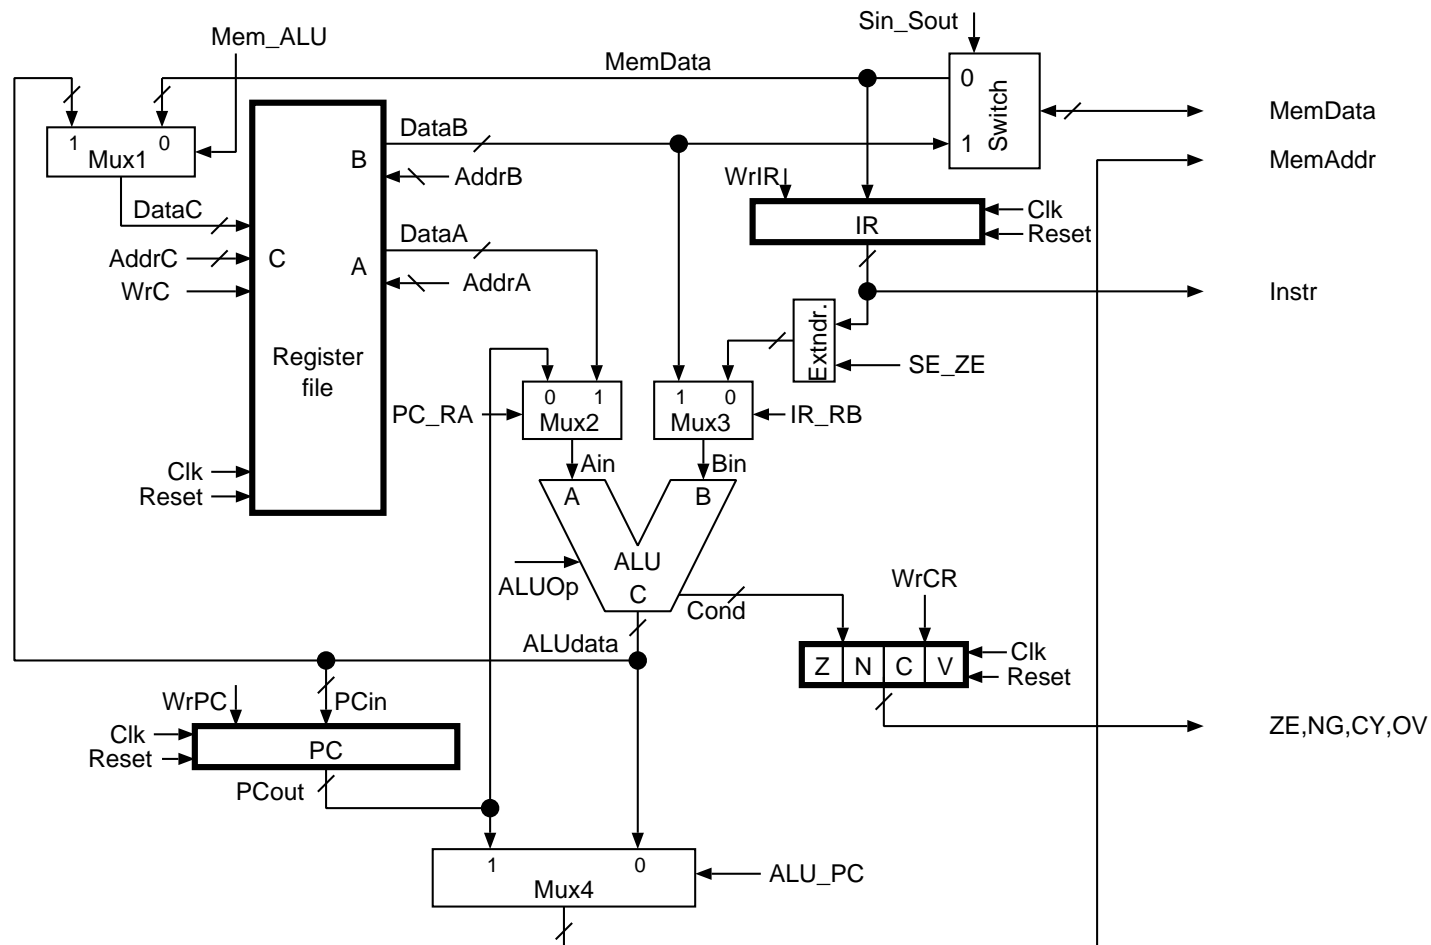 Sin_Sout
Mem_ALU
MemData
0
Switch
1
MemData
MemAddr
1 0
Mux1
DataB
B
AddrB
WrIR
IR
Clk
Reset
DataC
DataA
AddrC
C
A
AddrA
WrC
Instr
Extndr.
SE_ZE
Register
file
PC_RA
0 1
Mux2
1 0
Mux3
IR_RB
Ain
Bin
Clk
Reset
A
B
ALU
ALUOp
C
Cond
WrCR
ALUdata
Z N C V
Clk
Reset
WrPC
PCin
Clk
Reset
PC
ZE,NG,CY,OV
PCout
1 0
Mux4
ALU_PC